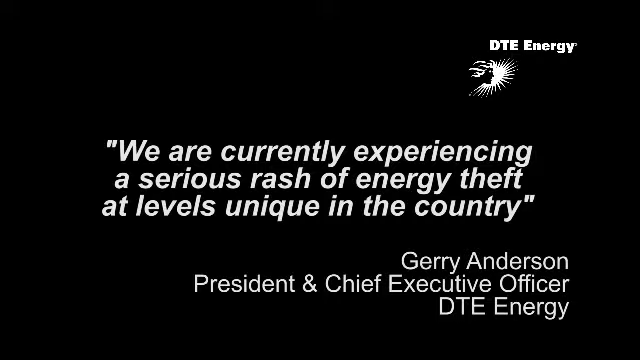 DTE Energy®
"We are currently experiencing
a serious rash of energy theft
at levels unique in the country"
Gerry Anderson
President & Chief Executive Officer
DTE Energy